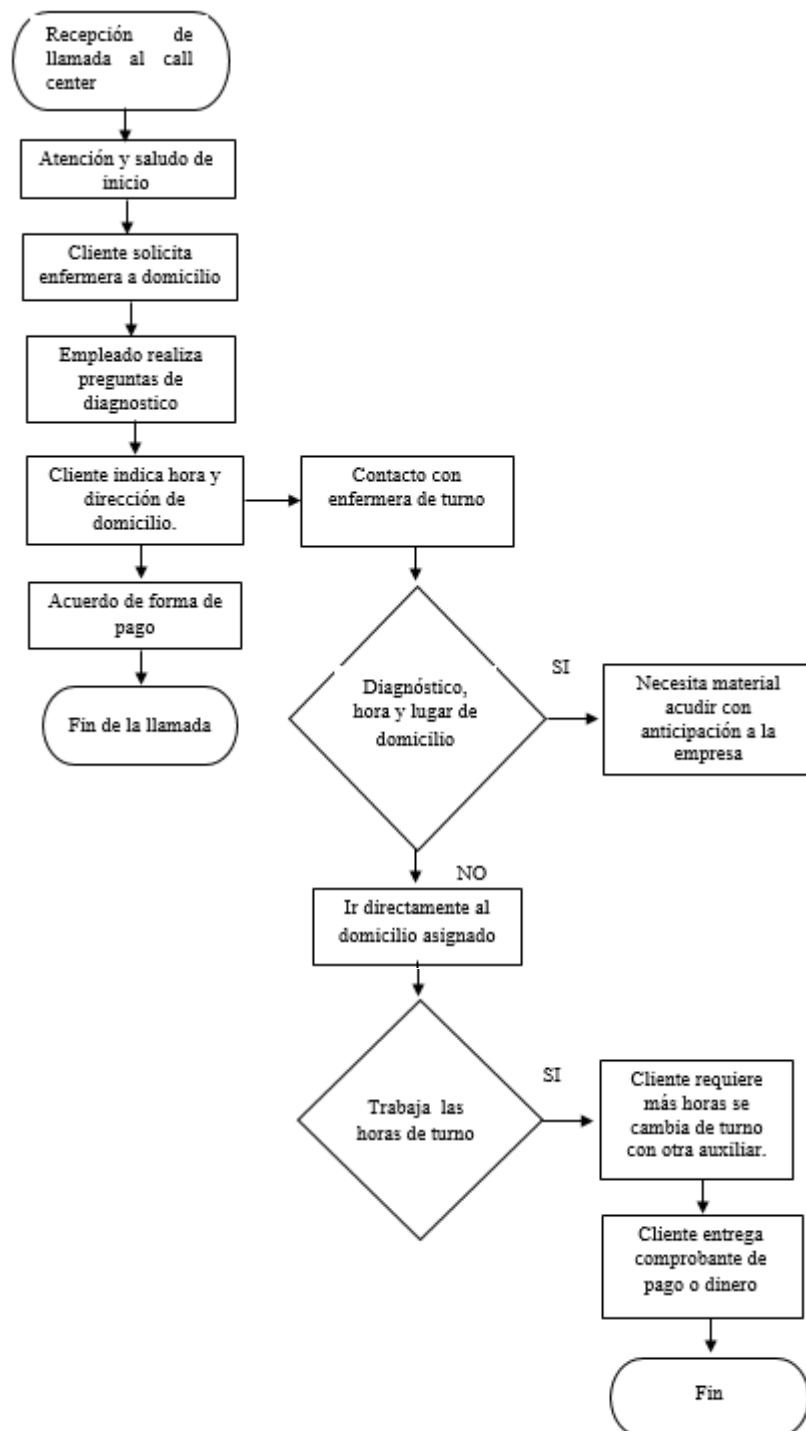 Recepción de
llamada al call
center
Atención y saludo de
inicio
Cliente solicita
enfermera a domicilio
Empleado realiza
preguntas de
diagnostico
Cliente indica hora y
dirección de
domicilio.
Contacto con
enfermera de turno
Acuerdo de forma de
pago
Fin de la llamada
Diagnóstico,
hora y lugar de
domicilio
SI
Necesita material
acudir con
anticipación a la
empresa
NO
Ir directamente al
domicilio asignado
Trabaja las
horas de turno
SI
Cliente requiere
más horas se
cambia de turno
con otra auxiliar.
Cliente entrega
comprobante de
pago o dinero
Fin